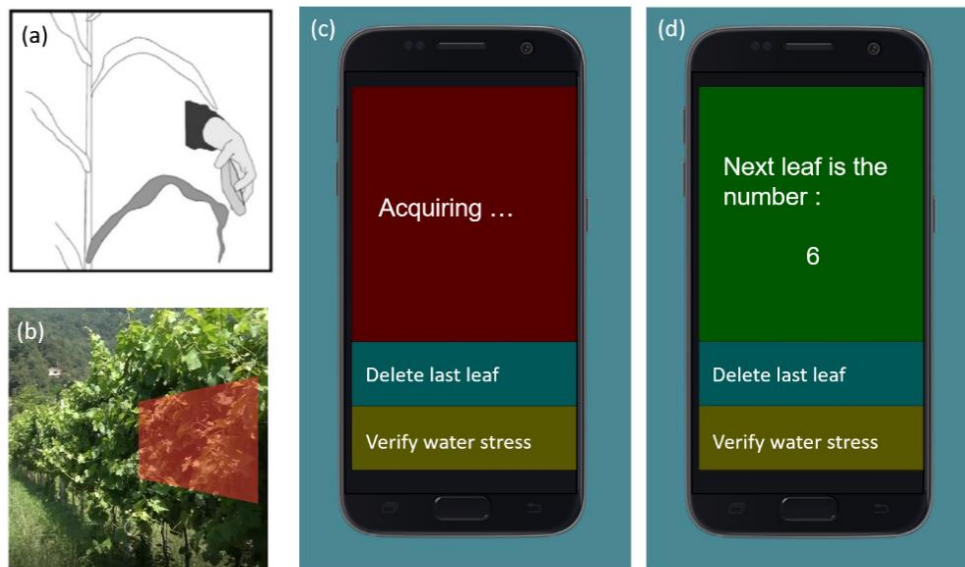 (a)
(b)
(c)
Acquiring ...
Delete last leaf
Verify water stress
(d)
Next leaf is the
number :
6
Delete last leaf
Verify water stress